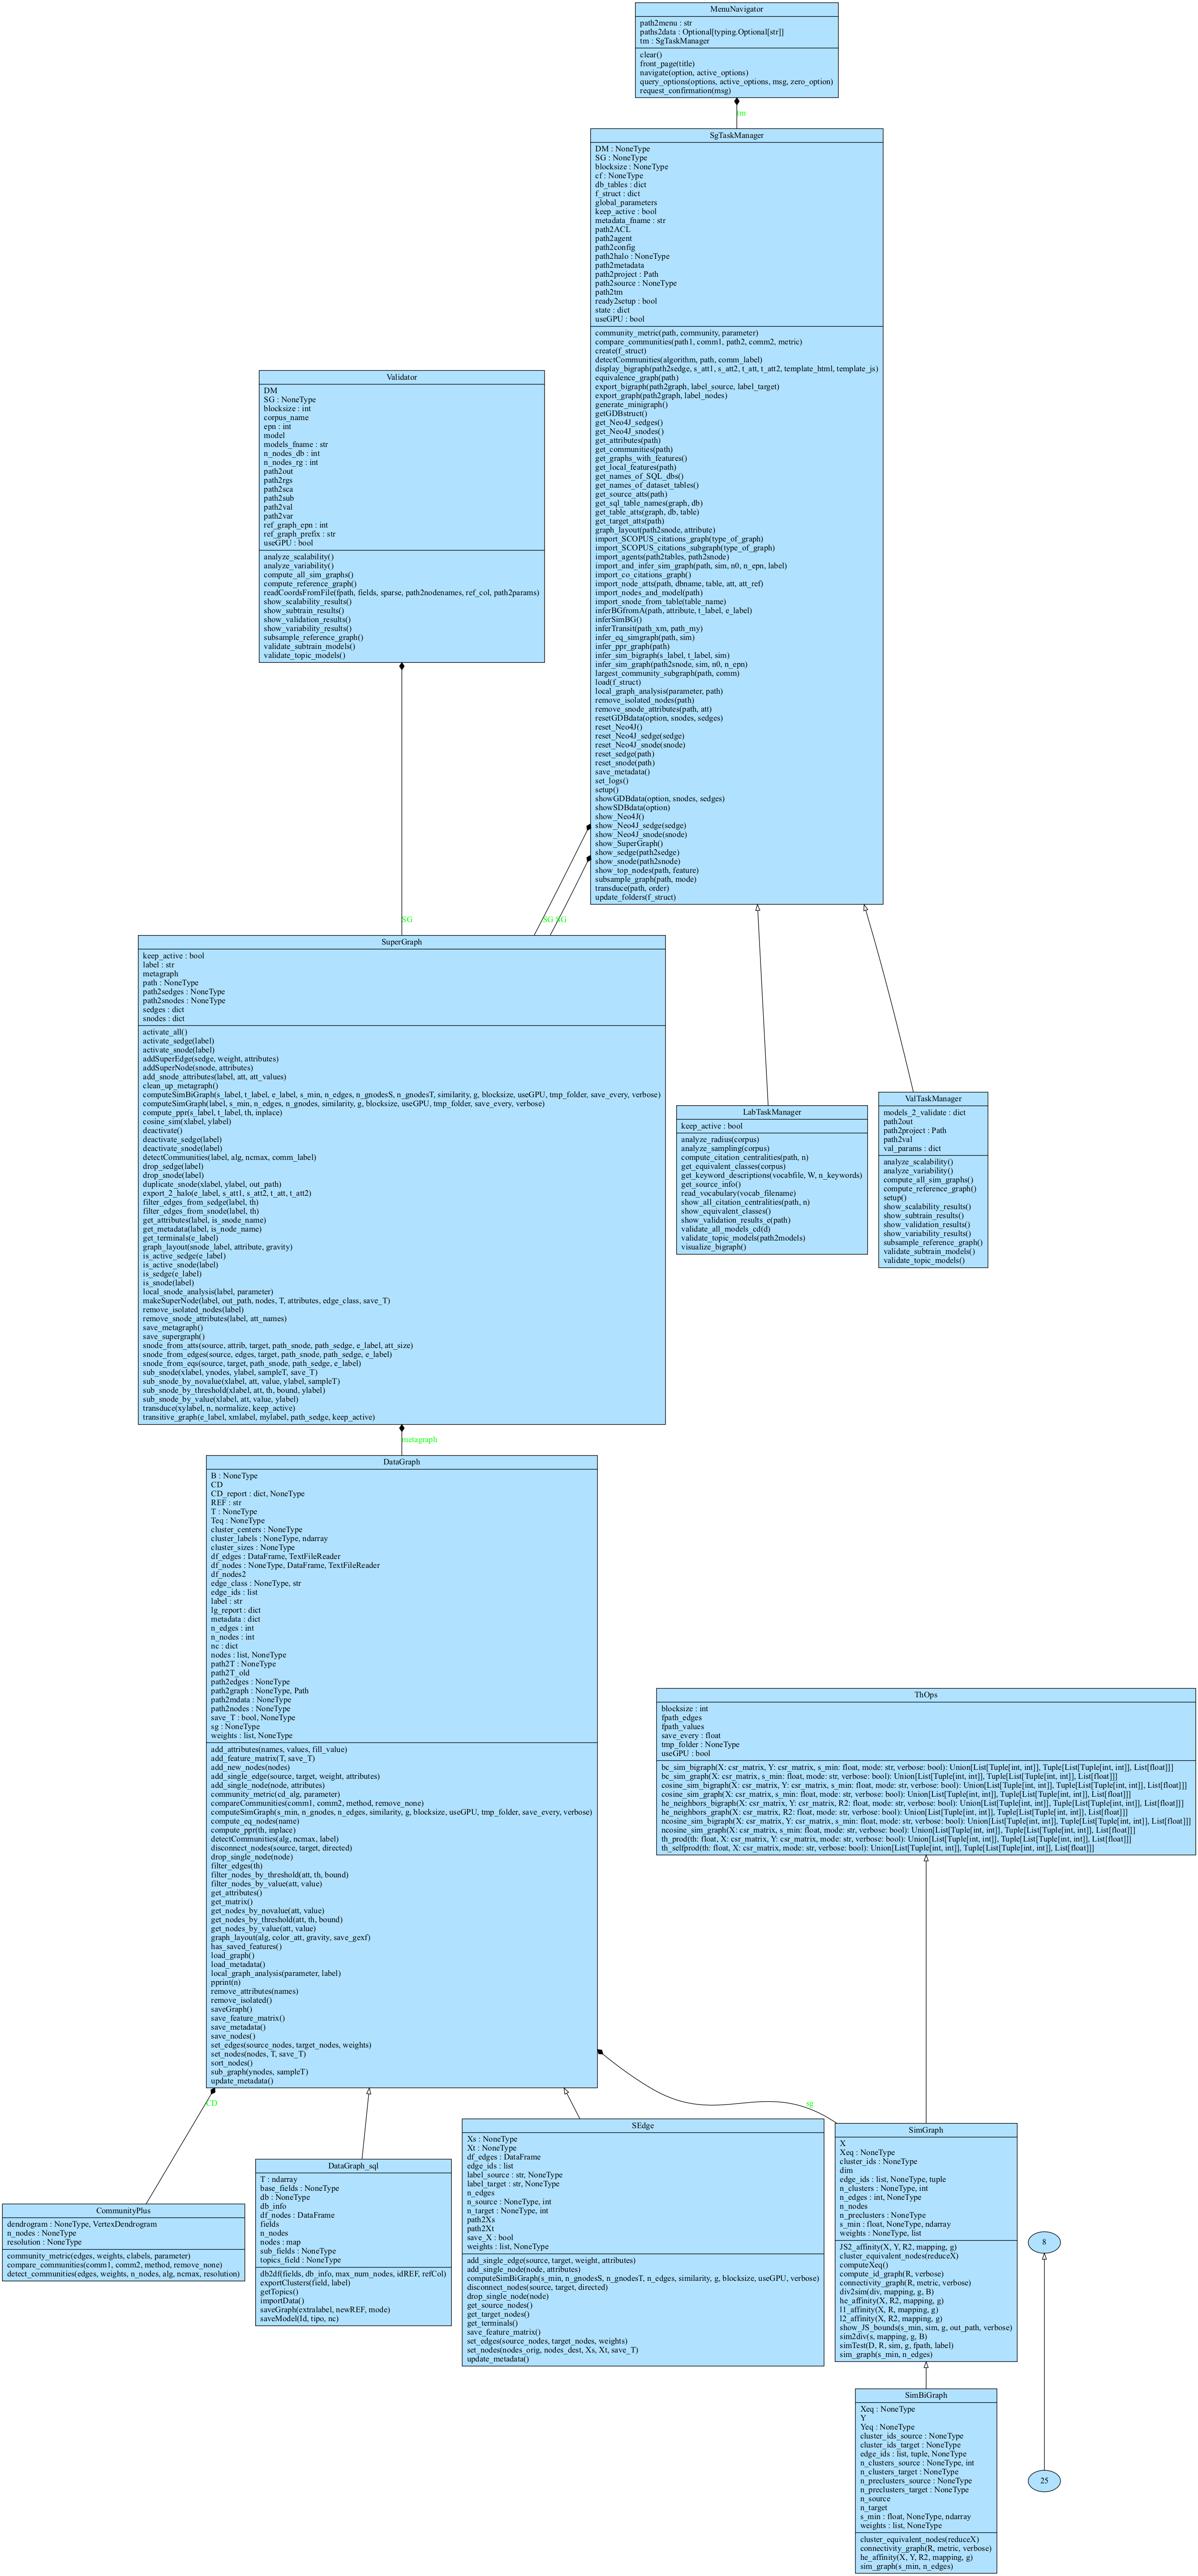 MenuNavigator
path2menu : str
paths2data : Optional[typing.Optional[str]]
tm : SgTaskManager
clear()
front_page(title)
navigate(option, active_options)
query_options(options, active_options, msg, zero_option)
request_confirmation(msg)
tm
SgTaskManager
DM : NoneType
SG : NoneType
blocksize : NoneType
cf : NoneType
db_tables : dict
f_struct : dict
global_parameters
keep_active : bool
metadata_fname : str
path2ACL
path2agent
path2config
path2halo : NoneType
path2metadata
path2project : Path
path2source : NoneType
path2tm
ready2setup : bool
state : dict
useGPU : bool
community_metric(path, community, parameter)
compare_communities(path1, comm1, path2, comm2, metric)
create(f_struct)
detectCommunities(algorithm, path, comm_label)
display_bigraph(path2sedge, s_att1, s_att2, t_att, t_att2, template_html, template_js)
equivalence_graph(path)
export_bigraph(path2graph, label_source, label_target)
export_graph(path2graph, label_nodes)
generate_minigraph()
getGDBstruct()
get_Neo4J_sedges()
get_Neo4J_snodes()
get_attributes(path)
get_communities(path)
get_graphs_with_features()
get_local_features(path)
get_names_of_SQL_dbs()
get_names_of_dataset_tables()
get_source_atts(path)
get_sql_table_names(graph, db)
get_table_atts(graph, db, table)
get_target_atts(path)
graph_layout(path2snode, attribute)
import_SCOPUS_citations_graph(type_of_graph)
import_SCOPUS_citations_subgraph(type_of_graph)
import_agents(path2tables, path2snode)
import_and_infer_sim_graph(path, sim, n0, n_epn, label)
import_co_citations_graph()
import_node_atts(path, dbname, table, att, att_ref)
import_nodes_and_model(path)
import_snode_from_table(table_name)
inferBGfromA(path, attribute, t_label, e_label)
inferSimBG()
inferTransit(path_xm, path_my)
infer_eq_simgraph(path, sim)
infer_ppr_graph(path)
infer_sim_bigraph(s_label, t_label, sim)
infer_sim_graph(path2snode, sim, n0, n_epn)
largest_community_subgraph(path, comm)
load(f_struct)
local_graph_analysis(parameter, path)
remove_isolated_nodes(path)
remove_snode_attributes(path, att)
resetGDBdata(option, snodes, sedges)
reset_Neo4J()
reset_Neo4J_sedge(sedge)
reset_Neo4J_snode(snode)
reset_sedge(path)
reset_snode(path)
save_metadata()
set_logs()
setup()
showGDBdata(option, snodes, sedges)
showSDBdata(option)
show_Neo4J()
show_Neo4J_sedge(sedge)
show_Neo4J_snode(snode)
show_SuperGraph()
show_sedge(path2sedge)
show_snode(path2snode)
show_top_nodes(path, feature)
subsample_graph(path, mode)
transduce(path, order)
update_folders(f_struct)
Validator
DM
SG : NoneType
blocksize : int
corpus_name
epn : int
model
models_fname : str
n_nodes_db : int
n_nodes_rg : int
path2out
path2rgs
path2sca
path2sub
path2val
path2var
ref_graph_epn : int
ref_graph_prefix : str
useGPU : bool
analyze_scalability()
analyze_variability()
compute_all_sim_graphs()
compute_reference_graph()
readCoordsFromFile(fpath, fields, sparse, path2nodenames, ref_col, path2params)
show_scalability_results()
show_subtrain_results()
show_validation_results()
show_variability_results()
subsample_reference_graph()
validate_subtrain_models()
validate_topic_models()
SG
SG SG
SuperGraph
keep_active : bool
label : str
metagraph
path : NoneType
path2sedges : NoneType
path2snodes : NoneType
sedges : dict
snodes : dict
activate_all()
activate_sedge(label)
activate_snode(label)
addSuperEdge(sedge, weight, attributes)
addSuperNode(snode, attributes)
add_snode_attributes(label, att, att_values)
clean_up_metagraph()
computeSimBiGraph(s_label, t_label, e_label, s_min, n_edges, n_gnodesS, n_gnodesT, similarity, g, blocksize, useGPU, tmp_folder, save_every, verbose)
computeSimGraph(label, s_min, n_edges, n_gnodes, similarity, g, blocksize, useGPU, tmp_folder, save_every, verbose)
compute_ppr(s_label, t_label, th, inplace)
cosine_sim(xlabel, ylabel)
deactivate()
deactivate_sedge(label)
deactivate_snode(label)
detectCommunities(label, alg, ncmax, comm_label)
drop_sedge(label)
drop_snode(label)
duplicate_snode(xlabel, ylabel, out_path)
export_2_halo(e_label, s_att1, s_att2, t_att, t_att2)
filter_edges_from_sedge(label, th)
filter_edges_from_snode(label, th)
get_attributes(label, is_snode_name)
get_metadata(label, is_node_name)
get_terminals(e_label)
graph_layout(snode_label, attribute, gravity)
is_active_sedge(e_label)
is_active_snode(label)
is_sedge(e_label)
is_snode(label)
local_snode_analysis(label, parameter)
makeSuperNode(label, out_path, nodes, T, attributes, edge_class, save_T)
remove_isolated_nodes(label)
remove_snode_attributes(label, att_names)
save_metagraph()
save_supergraph()
snode_from_atts(source, attrib, target, path_snode, path_sedge, e_label, att_size)
snode_from_edges(source, edges, target, path_snode, path_sedge, e_label)
snode_from_eqs(source, target, path_snode, path_sedge, e_label)
sub_snode(xlabel, ynodes, ylabel, sampleT, save_T)
sub_snode_by_novalue(xlabel, att, value, ylabel, sampleT)
sub_snode_by_threshold(xlabel, att, th, bound, ylabel)
sub_snode_by_value(xlabel, att, value, ylabel)
transduce(xylabel, n, normalize, keep_active)
transitive_graph(e_label, xmlabel, mylabel, path_sedge, keep_active)
LabTaskManager
keep_active : bool
analyze_radius(corpus)
analyze_sampling(corpus)
compute_citation_centralities(path, n)
get_equivalent_classes(corpus)
get_keyword_descriptions(vocabfile, W, n_keywords)
get_source_info()
read_vocabulary(vocab_filename)
show_all_citation_centralities(path, n)
show_equivalent_classes()
show_validation_results_e(path)
validate_all_models_cd(d)
validate_topic_models(path2models)
visualize_bigraph()
ValTaskManager
models_2_validate : dict
path2out
path2project : Path
path2val
val_params : dict
analyze_scalability()
analyze_variability()
compute_all_sim_graphs()
compute_reference_graph()
setup()
show_scalability_results()
show_subtrain_results()
show_validation_results()
show_variability_results()
subsample_reference_graph()
validate_subtrain_models()
validate_topic_models()
metagraph
DataGraph
B : NoneType
CD
CD_report : dict, NoneType
REF : str
T : NoneType
Teq : NoneType
cluster_centers : NoneType
cluster_labels : NoneType, ndarray
cluster_sizes : NoneType
df_edges : DataFrame, TextFileReader
df_nodes : NoneType, DataFrame, TextFileReader
df_nodes2
edge_class : NoneType, str
edge_ids : list
label : str
lg_report : dict
metadata : dict
n_edges : int
n_nodes : int
nc : dict
nodes : list, NoneType
path2T : NoneType
path2T_old
path2edges : NoneType
path2graph : NoneType, Path
path2mdata : NoneType
path2nodes : NoneType
save_T : bool, NoneType
sg : NoneType
weights : list, NoneType
add_attributes(names, values, fill_value)
add_feature_matrix(T, save_T)
add_new_nodes(nodes)
add_single_edge(source, target, weight, attributes)
add_single_node(node, attributes)
community_metric(cd, alg, parameter)
compareCommunities(comm1, comm2, method, remove_none)
computeSimGraph(s_min, n_gnodes, n_edges, similarity, g, blocksize, useGPU, tmp_folder, save_every, verbose)
compute_eq_nodes(name)
compute_ppr(th, inplace)
detectCommunities(alg, ncmax, label)
disconnect_nodes(source, target, directed)
drop_single_node(node)
filter_edges(th)
filter_nodes_by_threshold(att, th, bound)
filter_nodes_by_value(att, value)
get_attributes()
get_matrix()
get_nodes_by_novalue(att, value)
get_nodes_by_threshold(att, th, bound)
get_nodes_by_value(att, value)
graph_layout(alg, color_att, gravity, save_gexf)
has_saved_features()
load_graph()
load_metadata()
local_graph_analysis(parameter, label)
pprint(n)
remove_attributes(names)
remove_isolated()
saveGraph()
save_feature_matrix()
save_metadata()
save_nodes()
set_edges(source_nodes, target_nodes, weights)
set_nodes(nodes, T, save_T)
sort_nodes()
sub_graph(ynodes, sampleT)
update_metadata()
ThOps
blocksize : int
fpath_edges
fpath_values
save_every : float
tmp_folder : NoneType
useGPU : bool
bc_sim_bigraph(X: csr_matrix, Y: csr_matrix, s_min: float, mode: str, verbose: bool): Union[List[Tuple[int, int]], Tuple[List[Tuple[int, int]], List[float]]]
bc_sim_graph(X: csr_matrix, s_min: float, mode: str, verbose: bool): Union[List[Tuple[int, int]], Tuple[List[Tuple[int, int]], List[float]]]
cosine_sim_bigraph(X: csr_matrix, Y: csr_matrix, s_min: float, mode: str, verbose: bool): Union[List[Tuple[int, int]], Tuple[List[Tuple[int, int]], List[float]]]
cosine_sim_graph(X: csr_matrix, s_min: float, mode: str, verbose: bool): Union[List[Tuple[int, int]], Tuple[List[Tuple[int, int]], List[float]]]
he_neighbors_bigraph(X: csr_matrix, Y: csr_matrix, R2: float, mode: str, verbose: bool): Union[List[Tuple[int, int]], Tuple[List[Tuple[int, int]], List[float]]]
he_neighbors_graph(X: csr_matrix, R2: float, mode: str, verbose: bool): Union[List[Tuple[int, int]], Tuple[List[Tuple[int, int]], List[float]]]
ncosine_sim_bigraph(X: csr_matrix, Y: csr_matrix, s_min: float, mode: str, verbose: bool): Union[List[Tuple[int, int]], Tuple[List[Tuple[int, int]], List[float]]]
ncosine_sim_graph(X: csr_matrix, s_min: float, mode: str, verbose: bool): Union[List[Tuple[int, int]], Tuple[List[Tuple[int, int]], List[float]]]
th_prod(th: float, X: csr_matrix, Y: csr_matrix, mode: str, verbose: bool): Union[List[Tuple[int, int]], Tuple[List[Tuple[int, int]], List[float]]]
th_selfprod(th: float, X: csr_matrix, mode: str, verbose: bool): Union[List[Tuple[int, int]], Tuple[List[Tuple[int, int]], List[float]]]
CD
sg
CommunityPlus
dendrogram : NoneType, VertexDendrogram
n_nodes : NoneType
resolution : NoneType
community_metric(edges, weights, clabels, parameter)
compare_communities(comm1, comm2, method, remove_none)
detect_communities(edges, weights, n_nodes, alg, ncmax, resolution)
DataGraph_sql
T : ndarray
base_fields : NoneType
db : NoneType
db_info
df_nodes : DataFrame
fields
n_nodes
nodes : map
sub_fields : NoneType
topics_field : NoneType
db2df(fields, db_info, max_num_nodes, idREF, refCol)
exportClusters(field, label)
getTopics()
importData()
saveGraph(extralabel, newREF, mode)
saveModel(Id, tipo, nc)
SEdge
Xs : NoneType
Xt : NoneType
df_edges : DataFrame
edge_ids : list
label_source : str, NoneType
label_target : str, NoneType
n_edges
n_source : NoneType, int
n_target : NoneType, int
path2Xs
path2Xt
save_X : bool
weights : list, NoneType
add_single_edge(source, target, weight, attributes)
add_single_node(node, attributes)
computeSimBiGraph(s_min, n_gnodesS, n_gnodesT, n_edges, similarity, g, blocksize, useGPU, verbose)
disconnect_nodes(source, target, directed)
drop_single_node(node)
get_source_nodes()
get_target_nodes()
get_terminals()
save_feature_matrix()
set_edges(source_nodes, target_nodes, weights)
set_nodes(nodes_orig, nodes_dest, Xs, Xt, save_T)
update_metadata()
SimGraph
X
Xeq : NoneType
cluster_ids : NoneType
dim
edge_ids : list, NoneType, tuple
n_clusters : NoneType, int
n_edges : int, NoneType
n_nodes
n_preclusters : NoneType
s_min : float, NoneType, ndarray
weights : NoneType, list
JS2_affinity(X, Y, R2, mapping, g)
cluster_equivalent_nodes(reduceX)
computeXeq()
compute_id_graph(R, verbose)
connectivity_graph(R, metric, verbose)
div2sim(div, mapping, g, B)
he_affinity(X, R2, mapping, g)
l1_affinity(X, R, mapping, g)
l2_affinity(X, R2, mapping, g)
show_JS_bounds(s_min, sim, g, out_path, verbose)
sim2div(s, mapping, g, B)
simTest(D, R, sim, g, fpath, label)
sim_graph(s_min, n_edges)
8
SimBiGraph
Xeq : NoneType
Y
Yeq : NoneType
cluster_ids_source : NoneType
cluster_ids_target : NoneType
edge_ids : list, tuple, NoneType
n_clusters_source : NoneType, int
n_clusters_target : NoneType
n_preclusters_source : NoneType
n_preclusters_target : NoneType
n_source
n_target
s_min : float, NoneType, ndarray
weights : list, NoneType
cluster_equivalent_nodes(reduceX)
connectivity_graph(R, metric, verbose)
he_affinity(X, Y, R2, mapping, g)
sim_graph(s_min, n_edges)
25